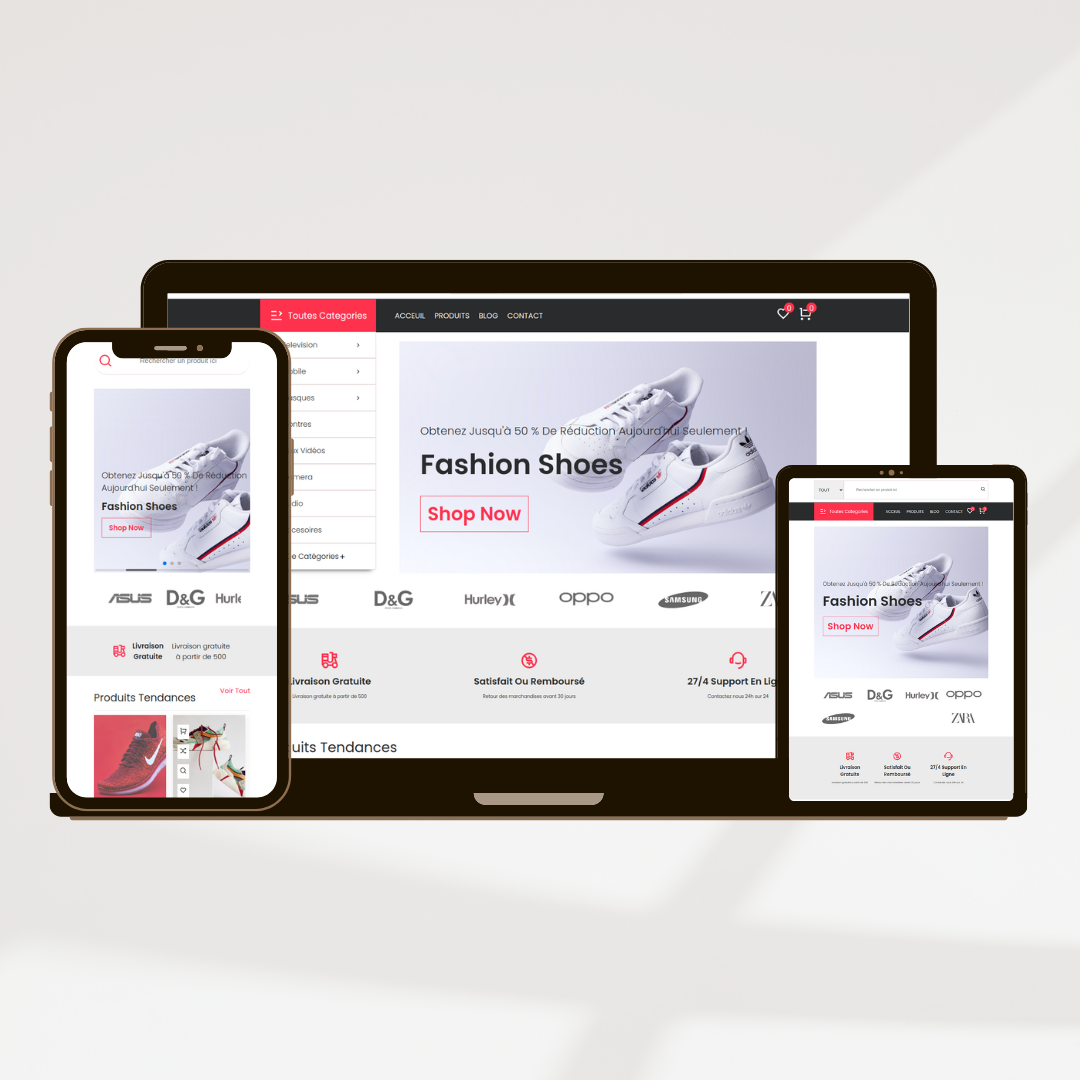 Toutes Categories
ACCEUIL PRODUITS BLOG CONTACT
0 0
elevision
obile
sques
ontres
ux Vidéos
mera
dio
ccesoires
e Catégories +
Obtenez Jusqu'à 50 % De Réduction Aujourd'hui Seulement !
Fashion Shoes
Shop Now
SUS D&G Hurley OPPO SAMSUNG
ivraison Gratuite
Livraison gratuite à partir de 500
Satisfait Ou Remboursé
Retour des marchandises avant 30 jours
27/4 Support En Lig
Contactez nous 24h sur 24
uits Tendances
Rechercher un produit ici
Obtenez Jusqu'à 50 % De Réduction
Aujourd'hui Seulement !
Fashion Shoes
Shop Now
ASUS D&G Hurle
Livraison
Gratuite
Livraison gratuite
à partir de 500
Produits Tendances
Voir Tout
TOUT
Rechercher un produit ici
Toutes Categories
ACCEUIL PRODUITS BLOG CONTACT
Obtenez Jusqu'à 50 % De Réduction Aujourd'hui Seulement !
Fashion Shoes
Shop Now
ASUS D&G Hurley OPPO
SAMSUNG ZARA
Livraison
Gratuite
Satisfait Ou
Remboursé
27/4 Support En
Ligne